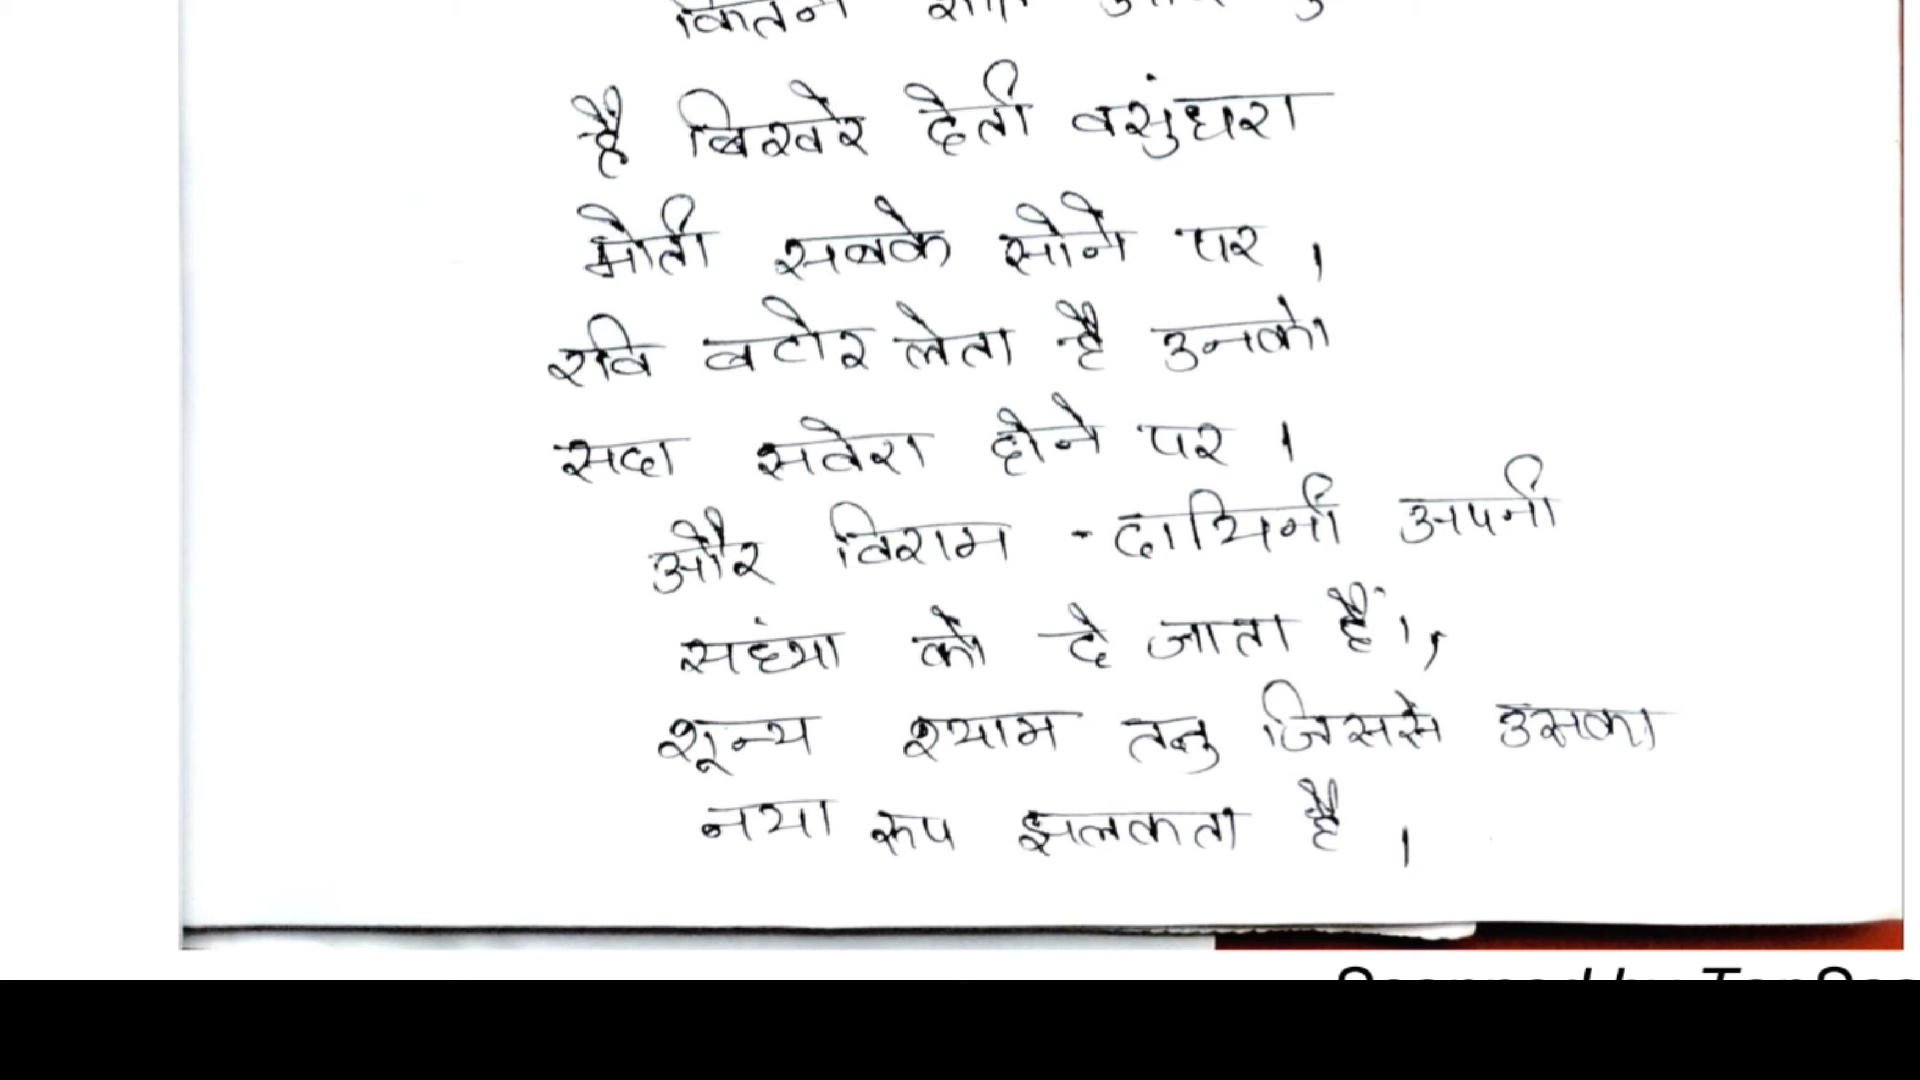 है बिखेर देती वसुंधरा
मोती सबके सोने पर ।
रवि बटोर लेता है उनको
सदा सवेरा होने पर ।
और विराम - दायिनी अपनी
संध्या को दे जाता हैं।,
शून्य श्याम तनु जिससे उसका
नया रूप झलकता है ।